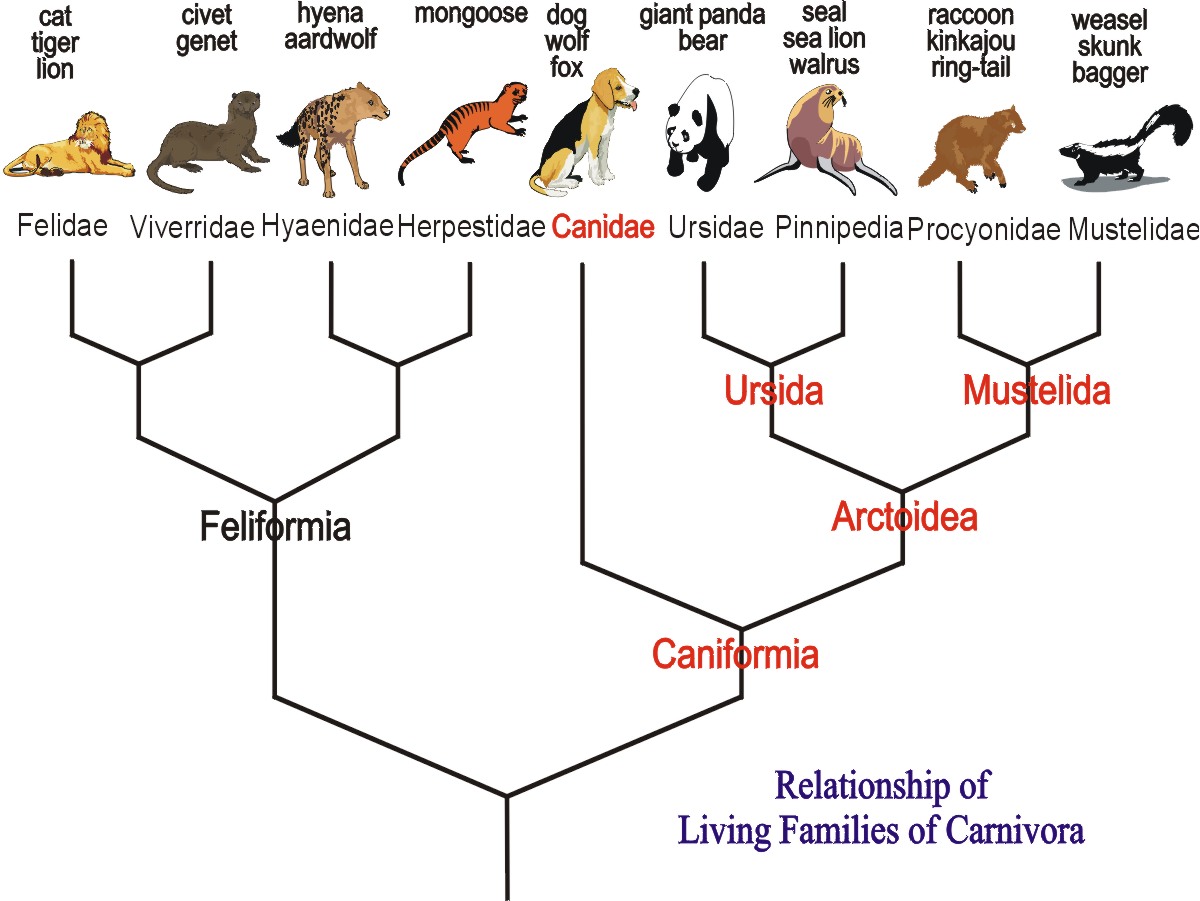 cat
tiger
lion
civet
genet
hyena
aardwolf
mongoose
dog
wolf
fox
giant panda
bear
seal
sea lion
walrus
raccoon
kinkajou
ring-tail
weasel
skunk
bagger
Felidae
Viverridae
Hyaenidae
Herpestidae
Canidae
Ursidae
Pinnipedia
Procyonidae
Mustelidae
Ursida
Mustelida
Feliformia
Arctoidea
Caniformia
Relationship of
Living Families of Carnivora